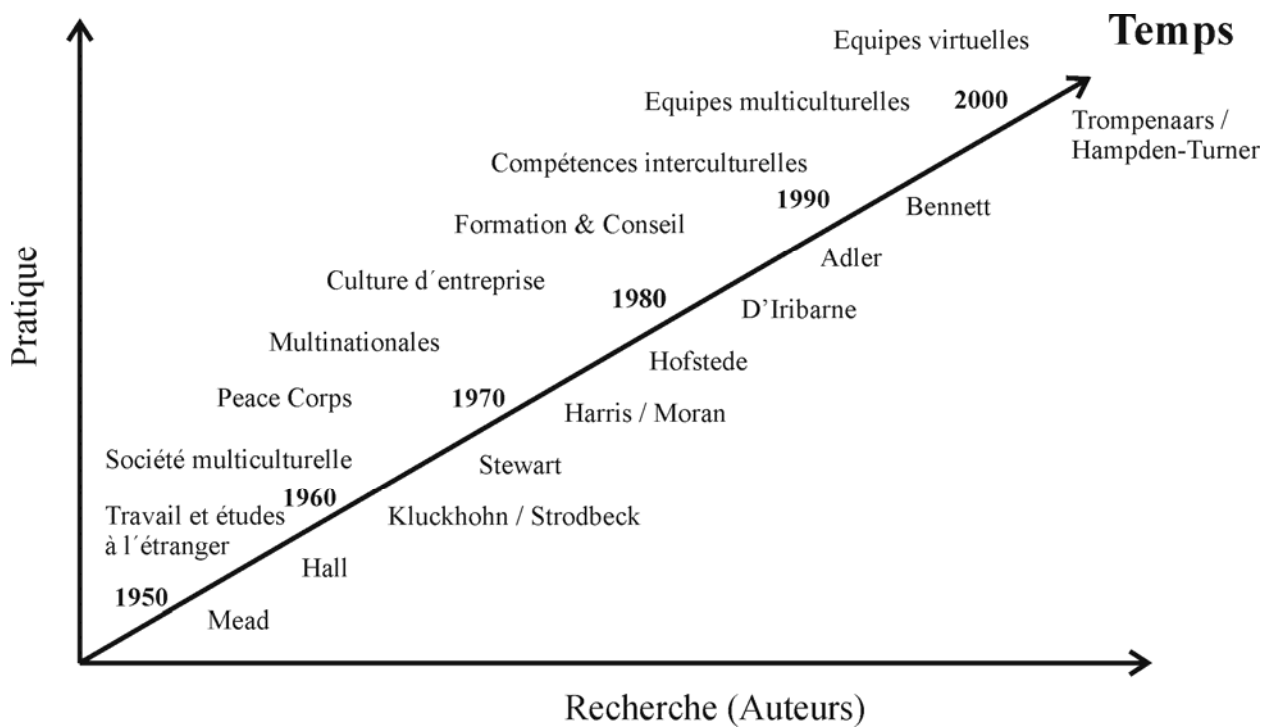 Temps
Equipes virtuelles
Equipes multiculturelles
2000
Trompenaars /
Hampden-Turner
Compétences interculturelles
1990
Bennett
Formation & Conseil
Adler
Culture d´entreprise
1980
D’Iribarne
Multinationales
Hofstede
Peace Corps
1970
Harris / Moran
Société multiculturelle
Stewart
1960
Travail et études
à l´étranger
Kluckhohn / Strodbeck
Hall
1950
Mead
Pratique
Recherche (Auteurs)